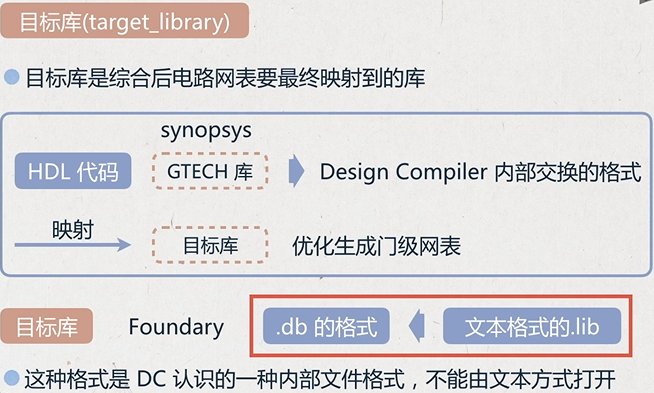 目标库(target_library)
目标库是综合后电路网表要最终映射到的库
synopsys
HDL 代码 GTECH 库 Design Compiler 内部交换的格式
映射 目标库 优化生成门级网表
目标库 Foundary .db 的格式 文本格式的.lib
这种格式是 DC 认识的一种内部文件格式，不能由文本方式打开